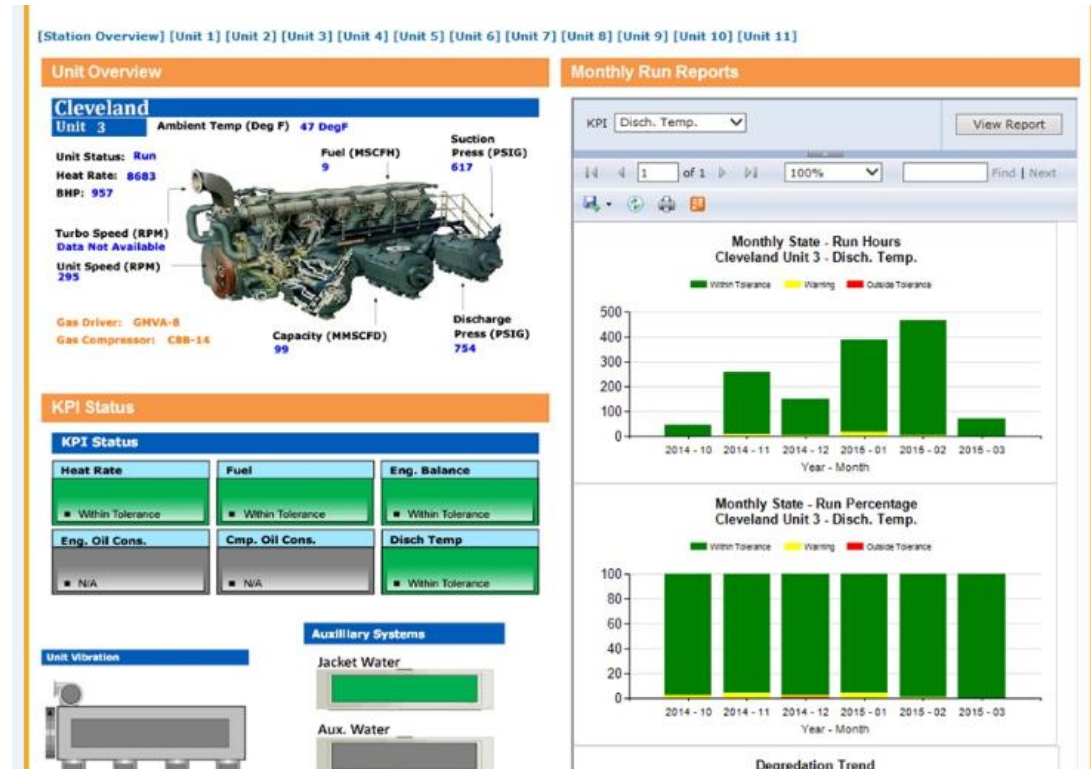 [Station Overview] [Unit 1] [Unit 2] [Unit 3] [Unit 4] [Unit 5] [Unit 6] [Unit 7] [Unit 8] [Unit 9] [Unit 10] [Unit 11]
Unit Overview
Cleveland
Unit 3
Ambient Temp (Deg F) 47 DegF
Unit Status: Run
Heat Rate: 8683
BHP: 957
Fuel (MSCFH)
9
Suction
Press (PSIG)
617
Turbo Speed (RPM)
Data Not Available
Unit Speed (RPM)
295
Gas Driver: GMVA-8
Gas Compressor: C8B-14
Capacity (MMSCFD)
99
Discharge
Press (PSIG)
754
KPI Status
KPI Status
Heat Rate
Within Tolerance
Fuel
Within Tolerance
Eng. Balance
Within Tolerance
Eng. Oil Cons.
N/A
Cmp. Oil Cons.
N/A
Disch Temp
Within Tolerance
Unit Vibration
Auxilliary Systems
Jacket Water
Aux. Water
Monthly Run Reports
KPI Disch. Temp.
View Report
1 of 1
100%
Find | Next
Monthly State - Run Hours
Cleveland Unit 3 - Disch. Temp.
Within Tolerance Warning Outside Tolerance
500
400
300
200
100
0
2014 - 10 2014 - 11 2014 - 12 2015 - 01 2015 - 02 2015 - 03
Year - Month
Monthly State - Run Percentage
Cleveland Unit 3 - Disch. Temp.
Within Tolerance Warning Outside Tolerance
100
80
60
40
20
0
2014 - 10 2014 - 11 2014 - 12 2015 - 01 2015 - 02 2015 - 03
Year - Month
Degredation Trend